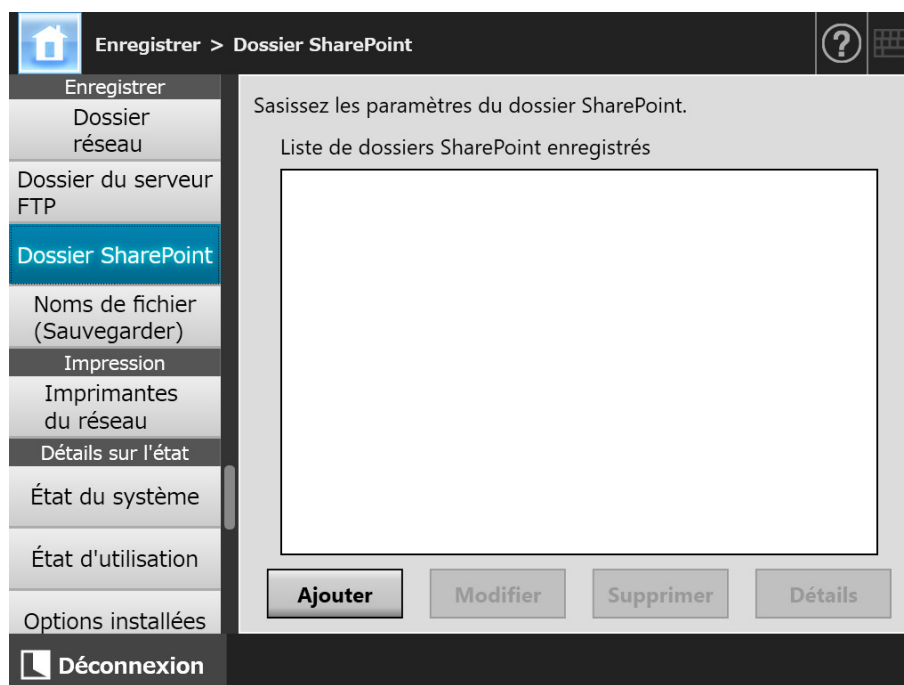 Enregistrer > Dossier SharePoint
?
Enregistrer
Dossier
réseau
Dossier du serveur
FTP
Dossier SharePoint
Noms de fichier
(Sauvegarder)
Impression
Imprimantes
du réseau
Détails sur l'état
État du système
État d'utilisation
Options installées
Déconnexion
Sasissez les paramètres du dossier SharePoint.
Liste de dossiers SharePoint enregistrés
Ajouter
Modifier
Supprimer
Détails